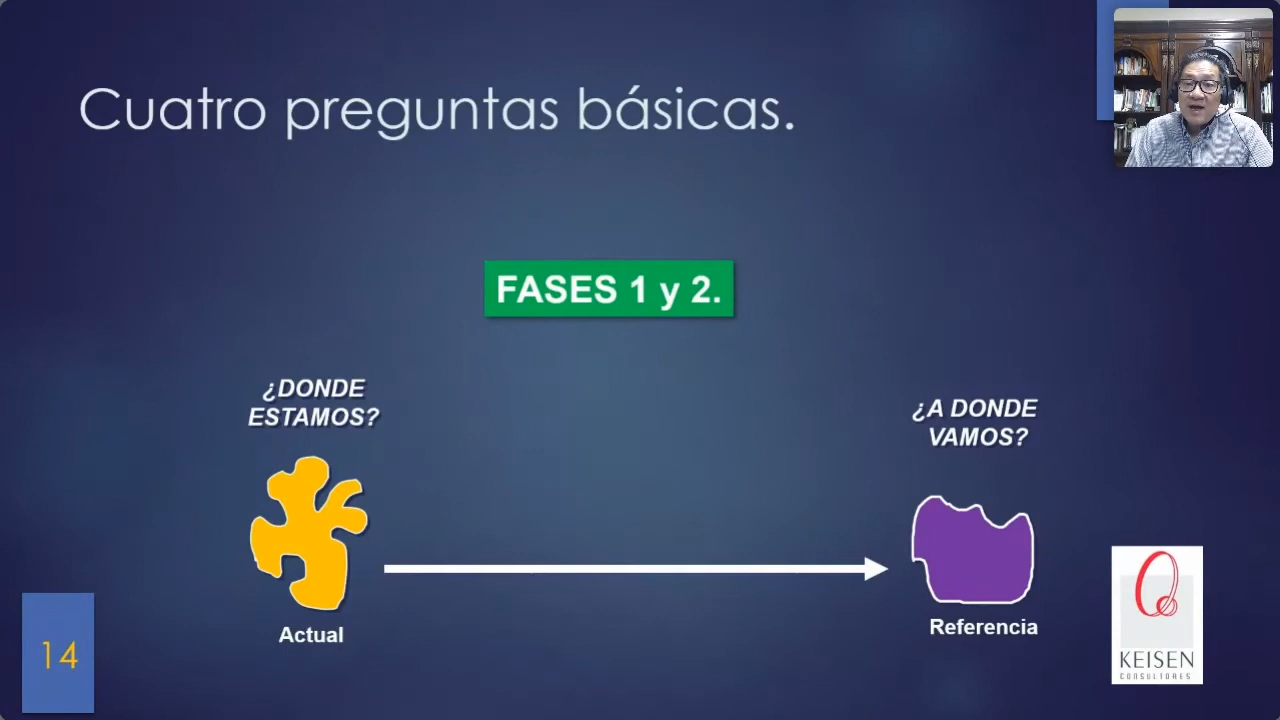 Cuatro preguntas básicas.
FASES 1 y 2.
¿DONDE
ESTAMOS?
¿A DONDE
VAMOS?
Actual
Referencia
14
KEISEN
CONSULTORES